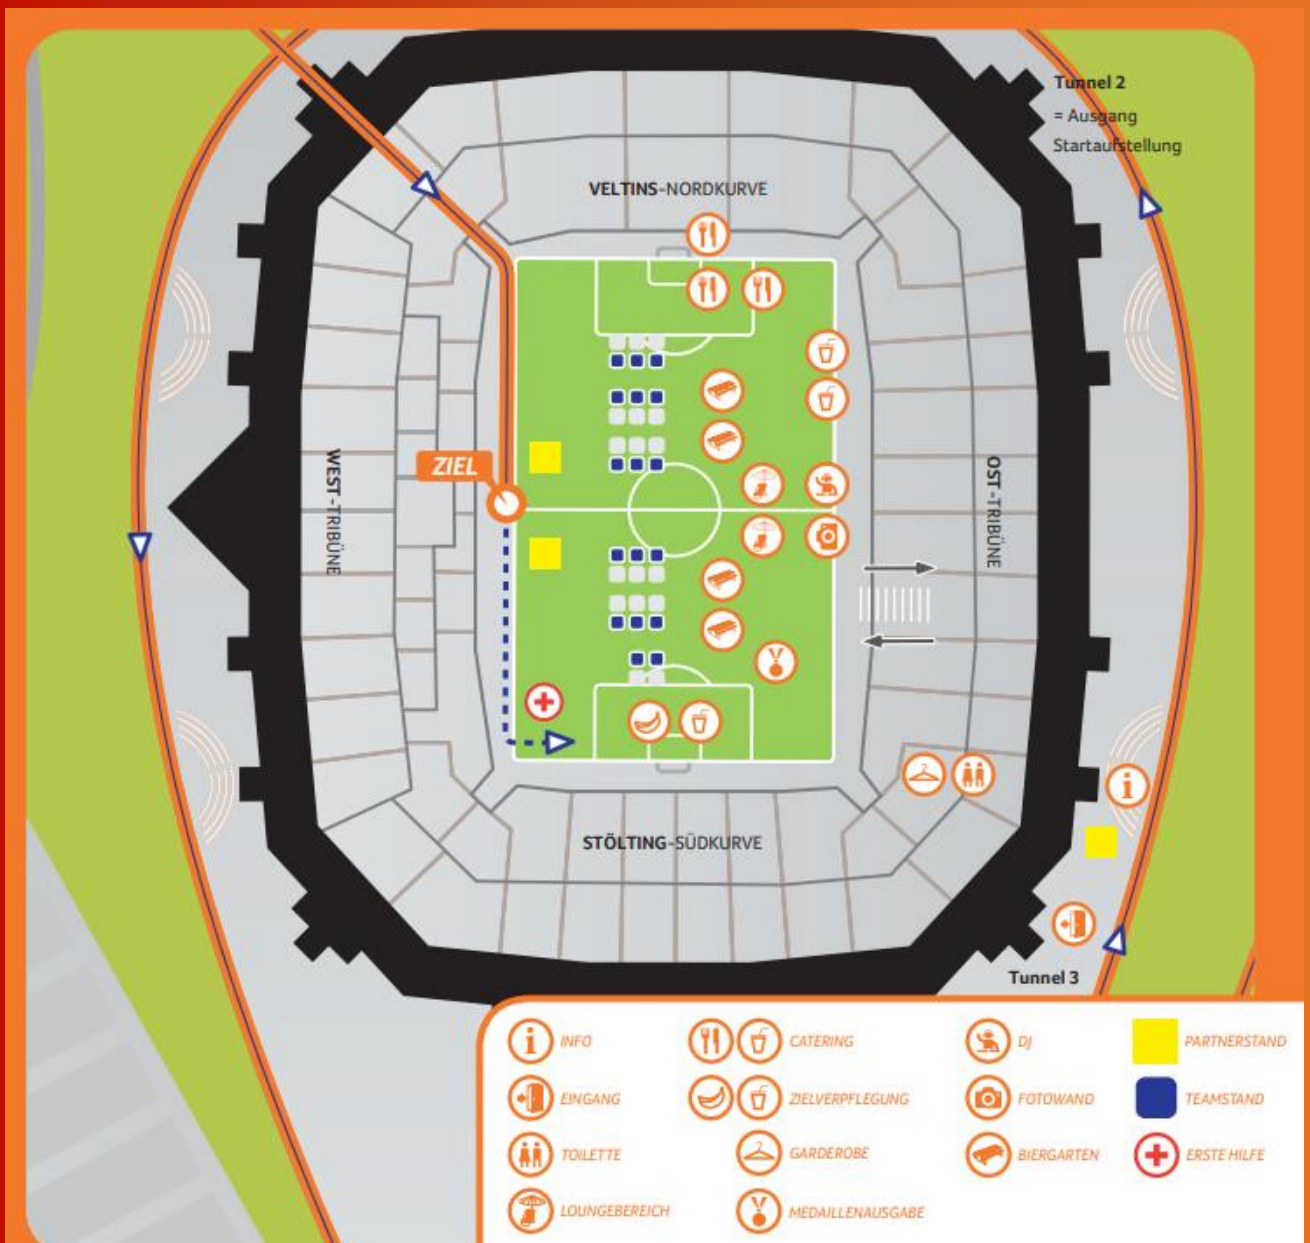 Tunnel 2
= Ausgang
Startaufstellung
VELTINS-NORDKURVE
ZIEL
WEST-TRIBÜNE
OST-TRIBÜNE
i
STÖLTING-SÜDKURVE
Tunnel 3
i INFO
CATERING
DJ
PARTNERSTAND
EINGANG
ZIELVERPFLEGUNG
FOTOWAND
TEAMSTAND
TOILETTE
GARDEROBE
BIERGARTEN
ERSTE HILFE
LOUNGEBEREICH
MEDAILLENAUSGABE